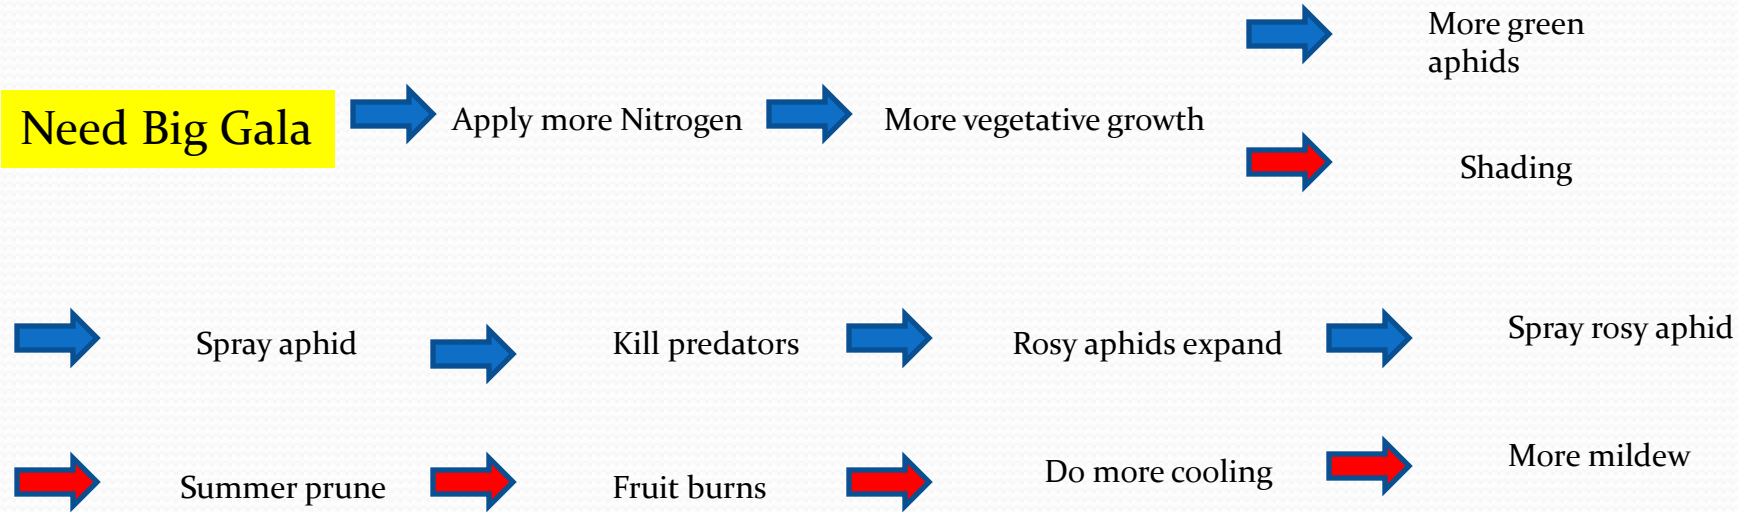 More green
aphids
Need Big Gala
Apply more Nitrogen
More vegetative growth
Shading
Spray aphid
Kill predators
Rosy aphids expand
Spray rosy aphid
Summer prune
Fruit burns
Do more cooling
More mildew